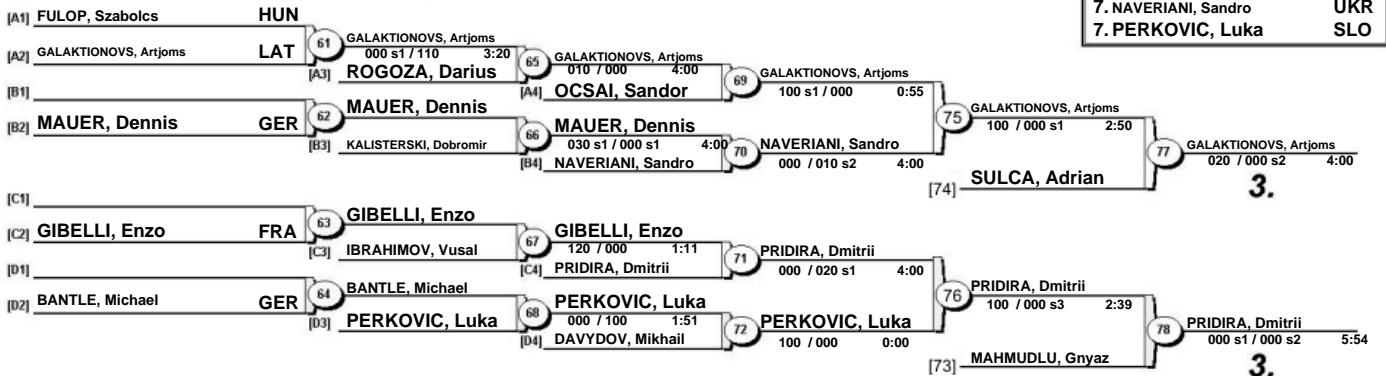 7. NAVERIANI, Sandro UKR
7. PERKOVIC, Luka SLO
[A1] FULOP, Szabolcs HUN
[A2] GALAKTIONOVS, Artjoms LAT
61
GALAKTIONOVS, Artjoms
000 s1 / 110 3:20
[A3] ROGOZA, Darius
65
GALAKTIONOVS, Artjoms
010 / 000 4:00
[A4] OCSAI, Sandor
69
GALAKTIONOVS, Artjoms
100 s1 / 000 0:55
[B1]
[B2] MAUER, Dennis GER
62
MAUER, Dennis
[B3] KALISTERSKI, Dobromir
66
MAUER, Dennis
030 s1 / 000 s1 4:00
[B4] NAVERIANI, Sandro
70
NAVERIANI, Sandro
000 / 010 s2 4:00
75
GALAKTIONOVS, Artjoms
100 / 000 s1 2:50
[74] SULCA, Adrian
77
GALAKTIONOVS, Artjoms
020 / 000 s2 4:00
3.
[C1]
[C2] GIBELLI, Enzo FRA
63
GIBELLI, Enzo
[C3] IBRAHIMOV, Vusal
67
GIBELLI, Enzo
120 / 000 1:11
[C4] PRIDIRA, Dmitrii
71
PRIDIRA, Dmitrii
000 / 020 s1 4:00
[D1]
[D2] BANTLE, Michael GER
64
BANTLE, Michael
[D3] PERKOVIC, Luka
68
PERKOVIC, Luka
000 / 100 1:51
[D4] DAVYDOV, Mikhail
72
PERKOVIC, Luka
100 / 000 0:00
76
PRIDIRA, Dmitrii
100 / 000 s3 2:39
[73] MAHMUDLU, Gnyaz
78
PRIDIRA, Dmitrii
000 s1 / 000 s2 5:54
3.